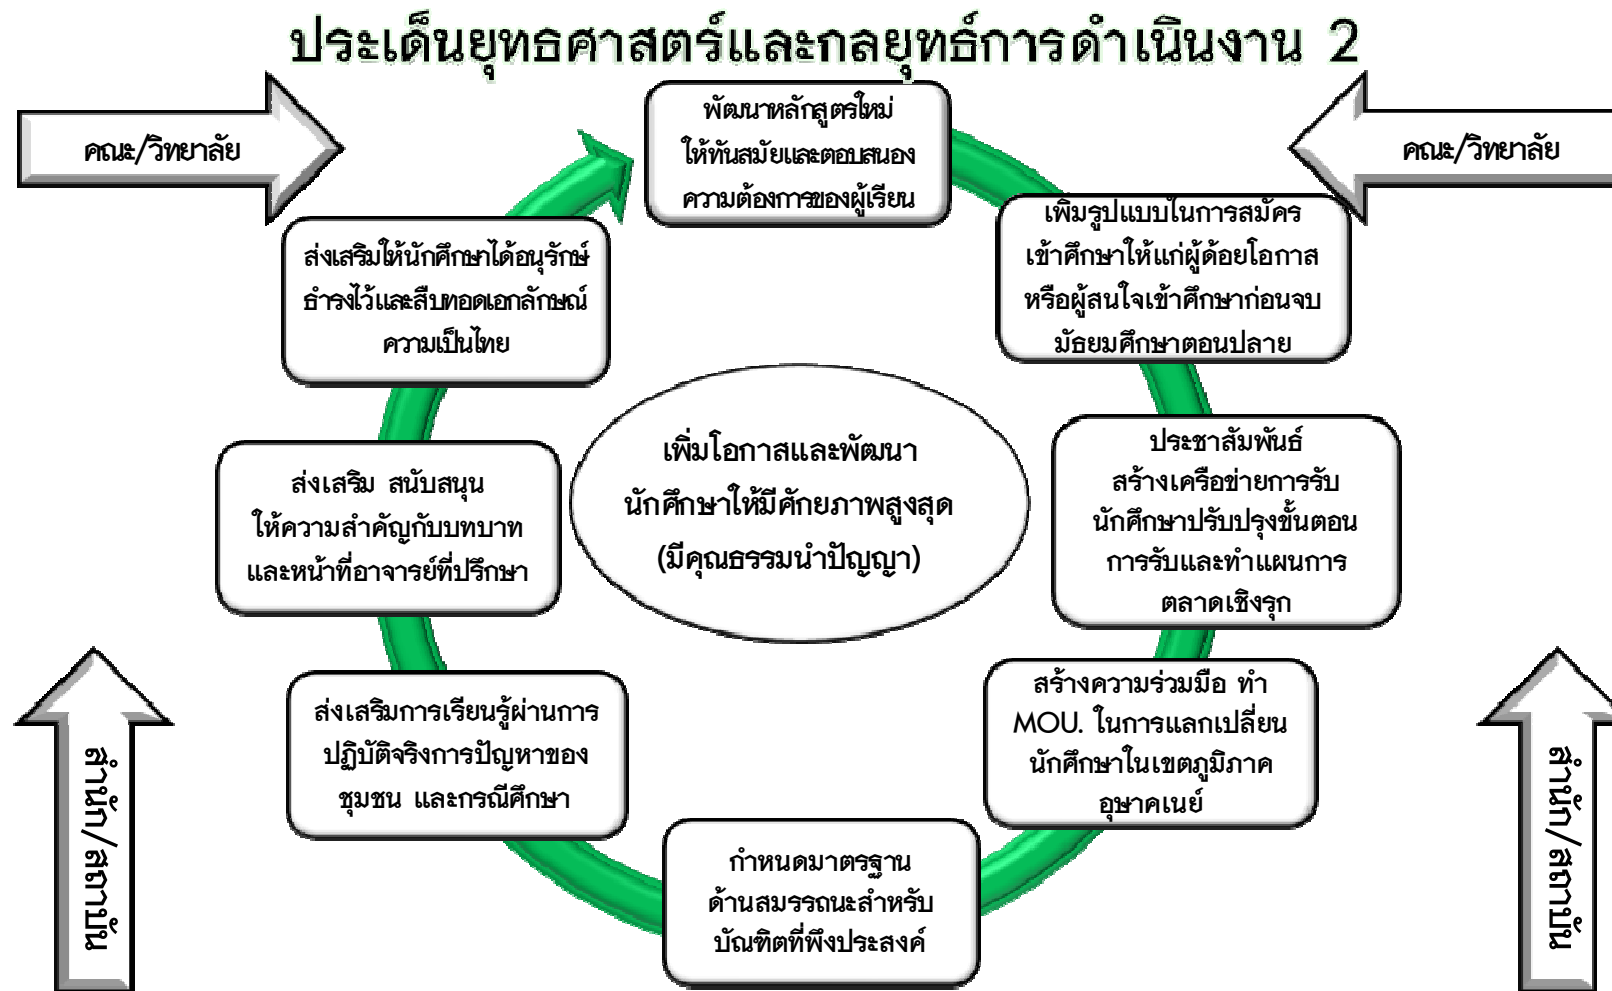 ประเด็นยุทธศาสตร์และกลยุทธ์การดำเนินงาน 2
คณะ/วิทยาลัย
คณะ/วิทยาลัย
พัฒนาหลักสูตรใหม่
ให้ทันสมัยและตอบสนอง
ความต้องการของผู้เรียน
เพิ่มรูปแบบในการสมัคร
เข้าศึกษาให้แก่ผู้ด้อยโอกาส
หรือผู้สนใจเข้าศึกษาก่อนจบ
มัธยมศึกษาตอนปลาย
ประชาสัมพันธ์
สร้างเครือข่ายการรับ
นักศึกษาปรับปรุงขั้นตอน
การรับและทำแผนการ
ตลาดเชิงรุก
สร้างความร่วมมือ ทำ
MOU. ในการแลกเปลี่ยน
นักศึกษาในเขตภูมิภาค
อุษาคเนย์
กำหนดมาตรฐาน
ด้านสมรรถนะสำหรับ
บัณฑิตที่พึงประสงค์
ส่งเสริมการเรียนรู้ผ่านการ
ปฏิบัติจริงการปัญหาของ
ชุมชน และกรณีศึกษา
ส่งเสริม สนับสนุน
ให้ความสำคัญกับบทบาท
และหน้าที่อาจารย์ที่ปรึกษา
ส่งเสริมให้นักศึกษาได้อนุรักษ์
ธำรงไว้และสืบทอดเอกลักษณ์
ความเป็นไทย
เพิ่มโอกาสและพัฒนา
นักศึกษาให้มีศักยภาพสูงสุด
(มีคุณธรรมนำปัญญา)
สำนัก/สถาบัน
สำนัก/สถาบัน